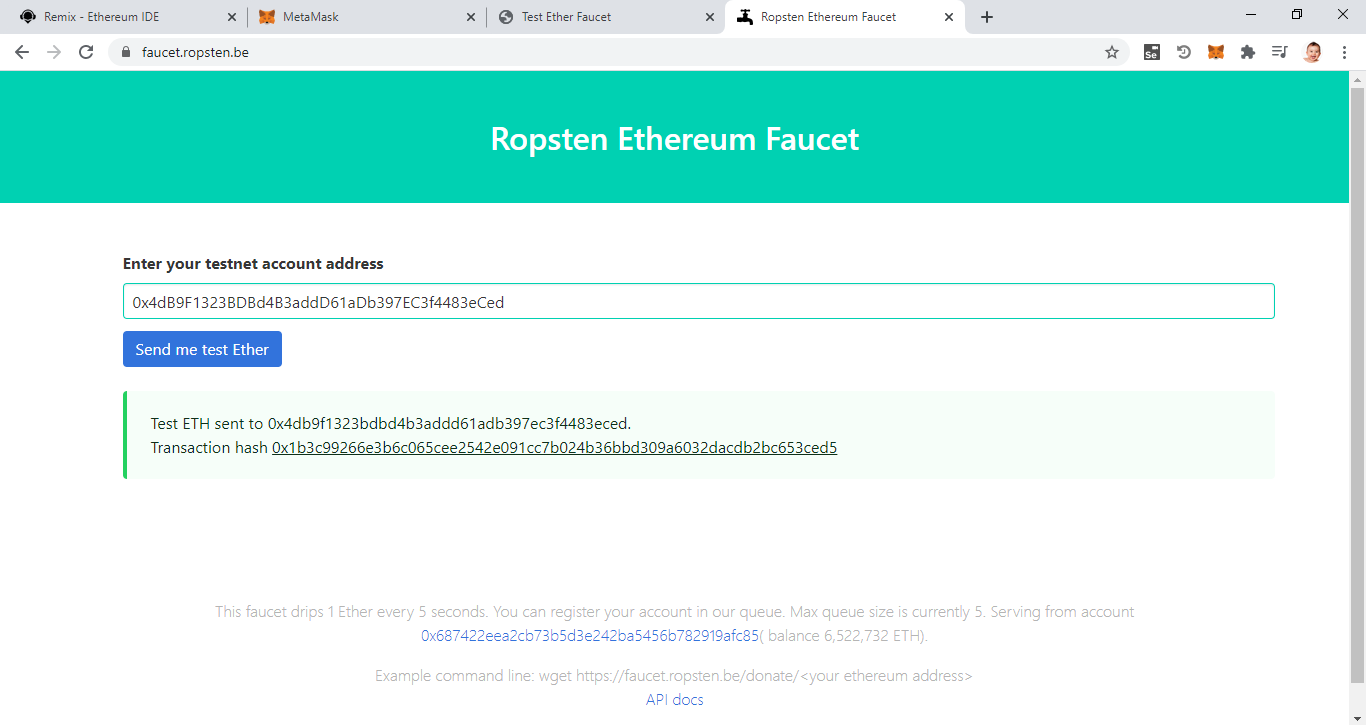 Remix - Ethereum IDE
MetaMask
Test Ether Faucet
Ropsten Ethereum Faucet
faucet.ropsten.be
Se
Ropsten Ethereum Faucet
Enter your testnet account address
0x4dB9F1323BDBd4B3addD61aDb397EC3f4483eCed
Send me test Ether
Test ETH sent to 0x4db9f1323bdbd4b3addd61adb397ec3f4483eced.
Transaction hash 0x1b3c99266e3b6c065cee2542e091cc7b024b36bbd309a6032dacdb2bc653ced5
This faucet drips 1 Ether every 5 seconds. You can register your account in our queue. Max queue size is currently 5. Serving from account
0x687422eea2cb73b5d3e242ba5456b782919afc85( balance 6,522,732 ETH).
Example command line: wget https://faucet.ropsten.be/donate/<your ethereum address>
API docs